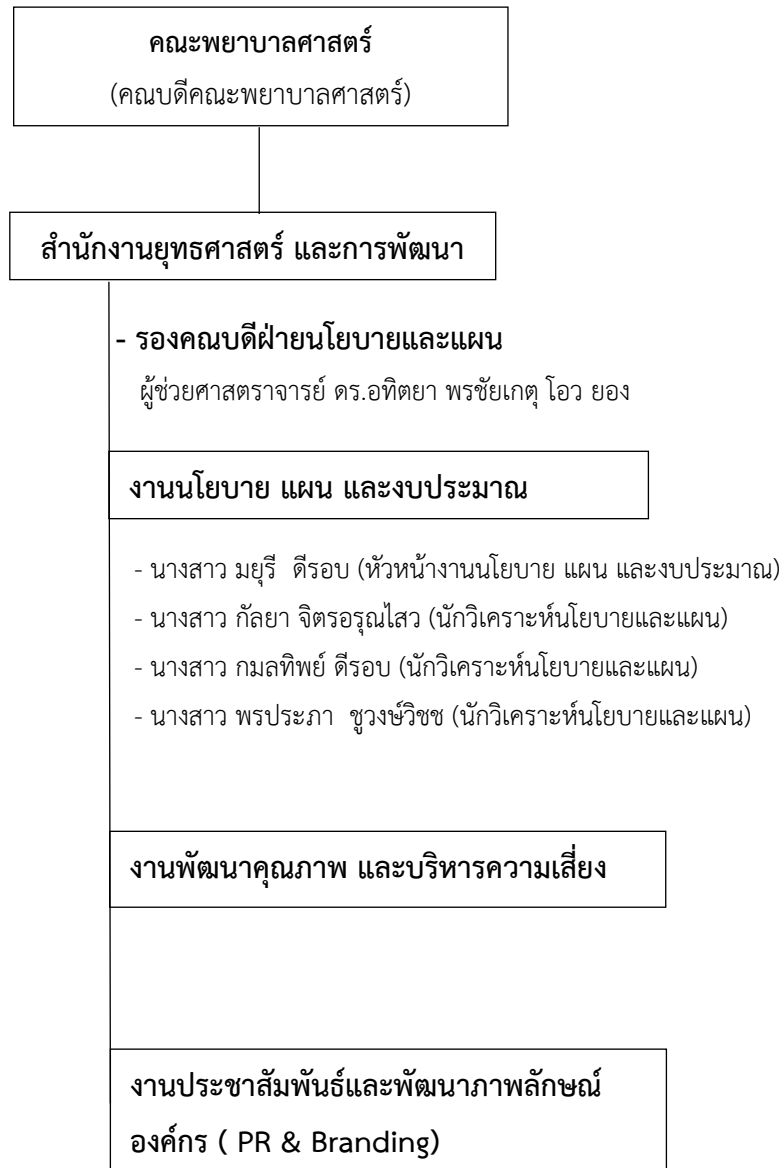 คณะพยาบาลศาสตร์
(คณบดีคณะพยาบาลศาสตร์)
สำนักงานยุทธศาสตร์ และการพัฒนา
- รองคณบดีฝ่ายนโยบายและแผน
ผู้ช่วยศาสตราจารย์ ดร.อทิตยา พรชัยเกตุ โอว ยอง
งานนโยบาย แผน และงบประมาณ
- นางสาว มยุรี  ดีรอบ (หัวหน้างานนโยบาย แผน และงบประมาณ)
- นางสาว กัลยา จิตรอรุณไสว (นักวิเคราะห์นโยบายและแผน)
- นางสาว กมลทิพย์ ดีรอบ (นักวิเคราะห์นโยบายและแผน)
- นางสาว พรประภา  ชูวงษ์วิชช (นักวิเคราะห์นโยบายและแผน)
งานพัฒนาคุณภาพ และบริหารความเสี่ยง
งานประชาสัมพันธ์และพัฒนาภาพลักษณ์
องค์กร ( PR & Branding)